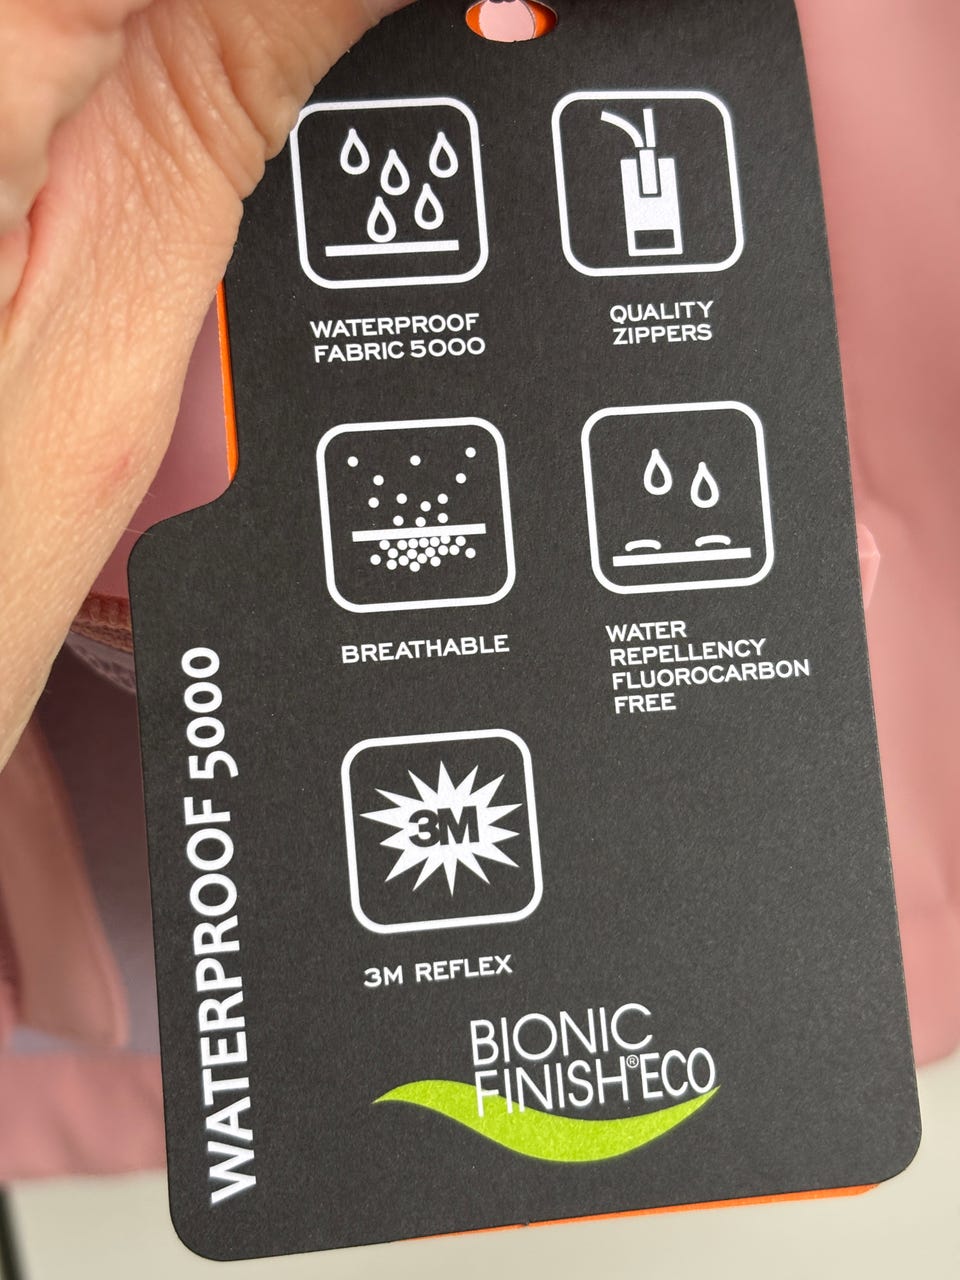 WATERPROOF
FABRIC 5000
QUALITY
ZIPPERS
BREATHABLE
WATER
REPELLENCY
FLUOROCARBON
FREE
3M
3M REFLEX
WATERPROOF 5000
BIONIC
FINISH®ECO